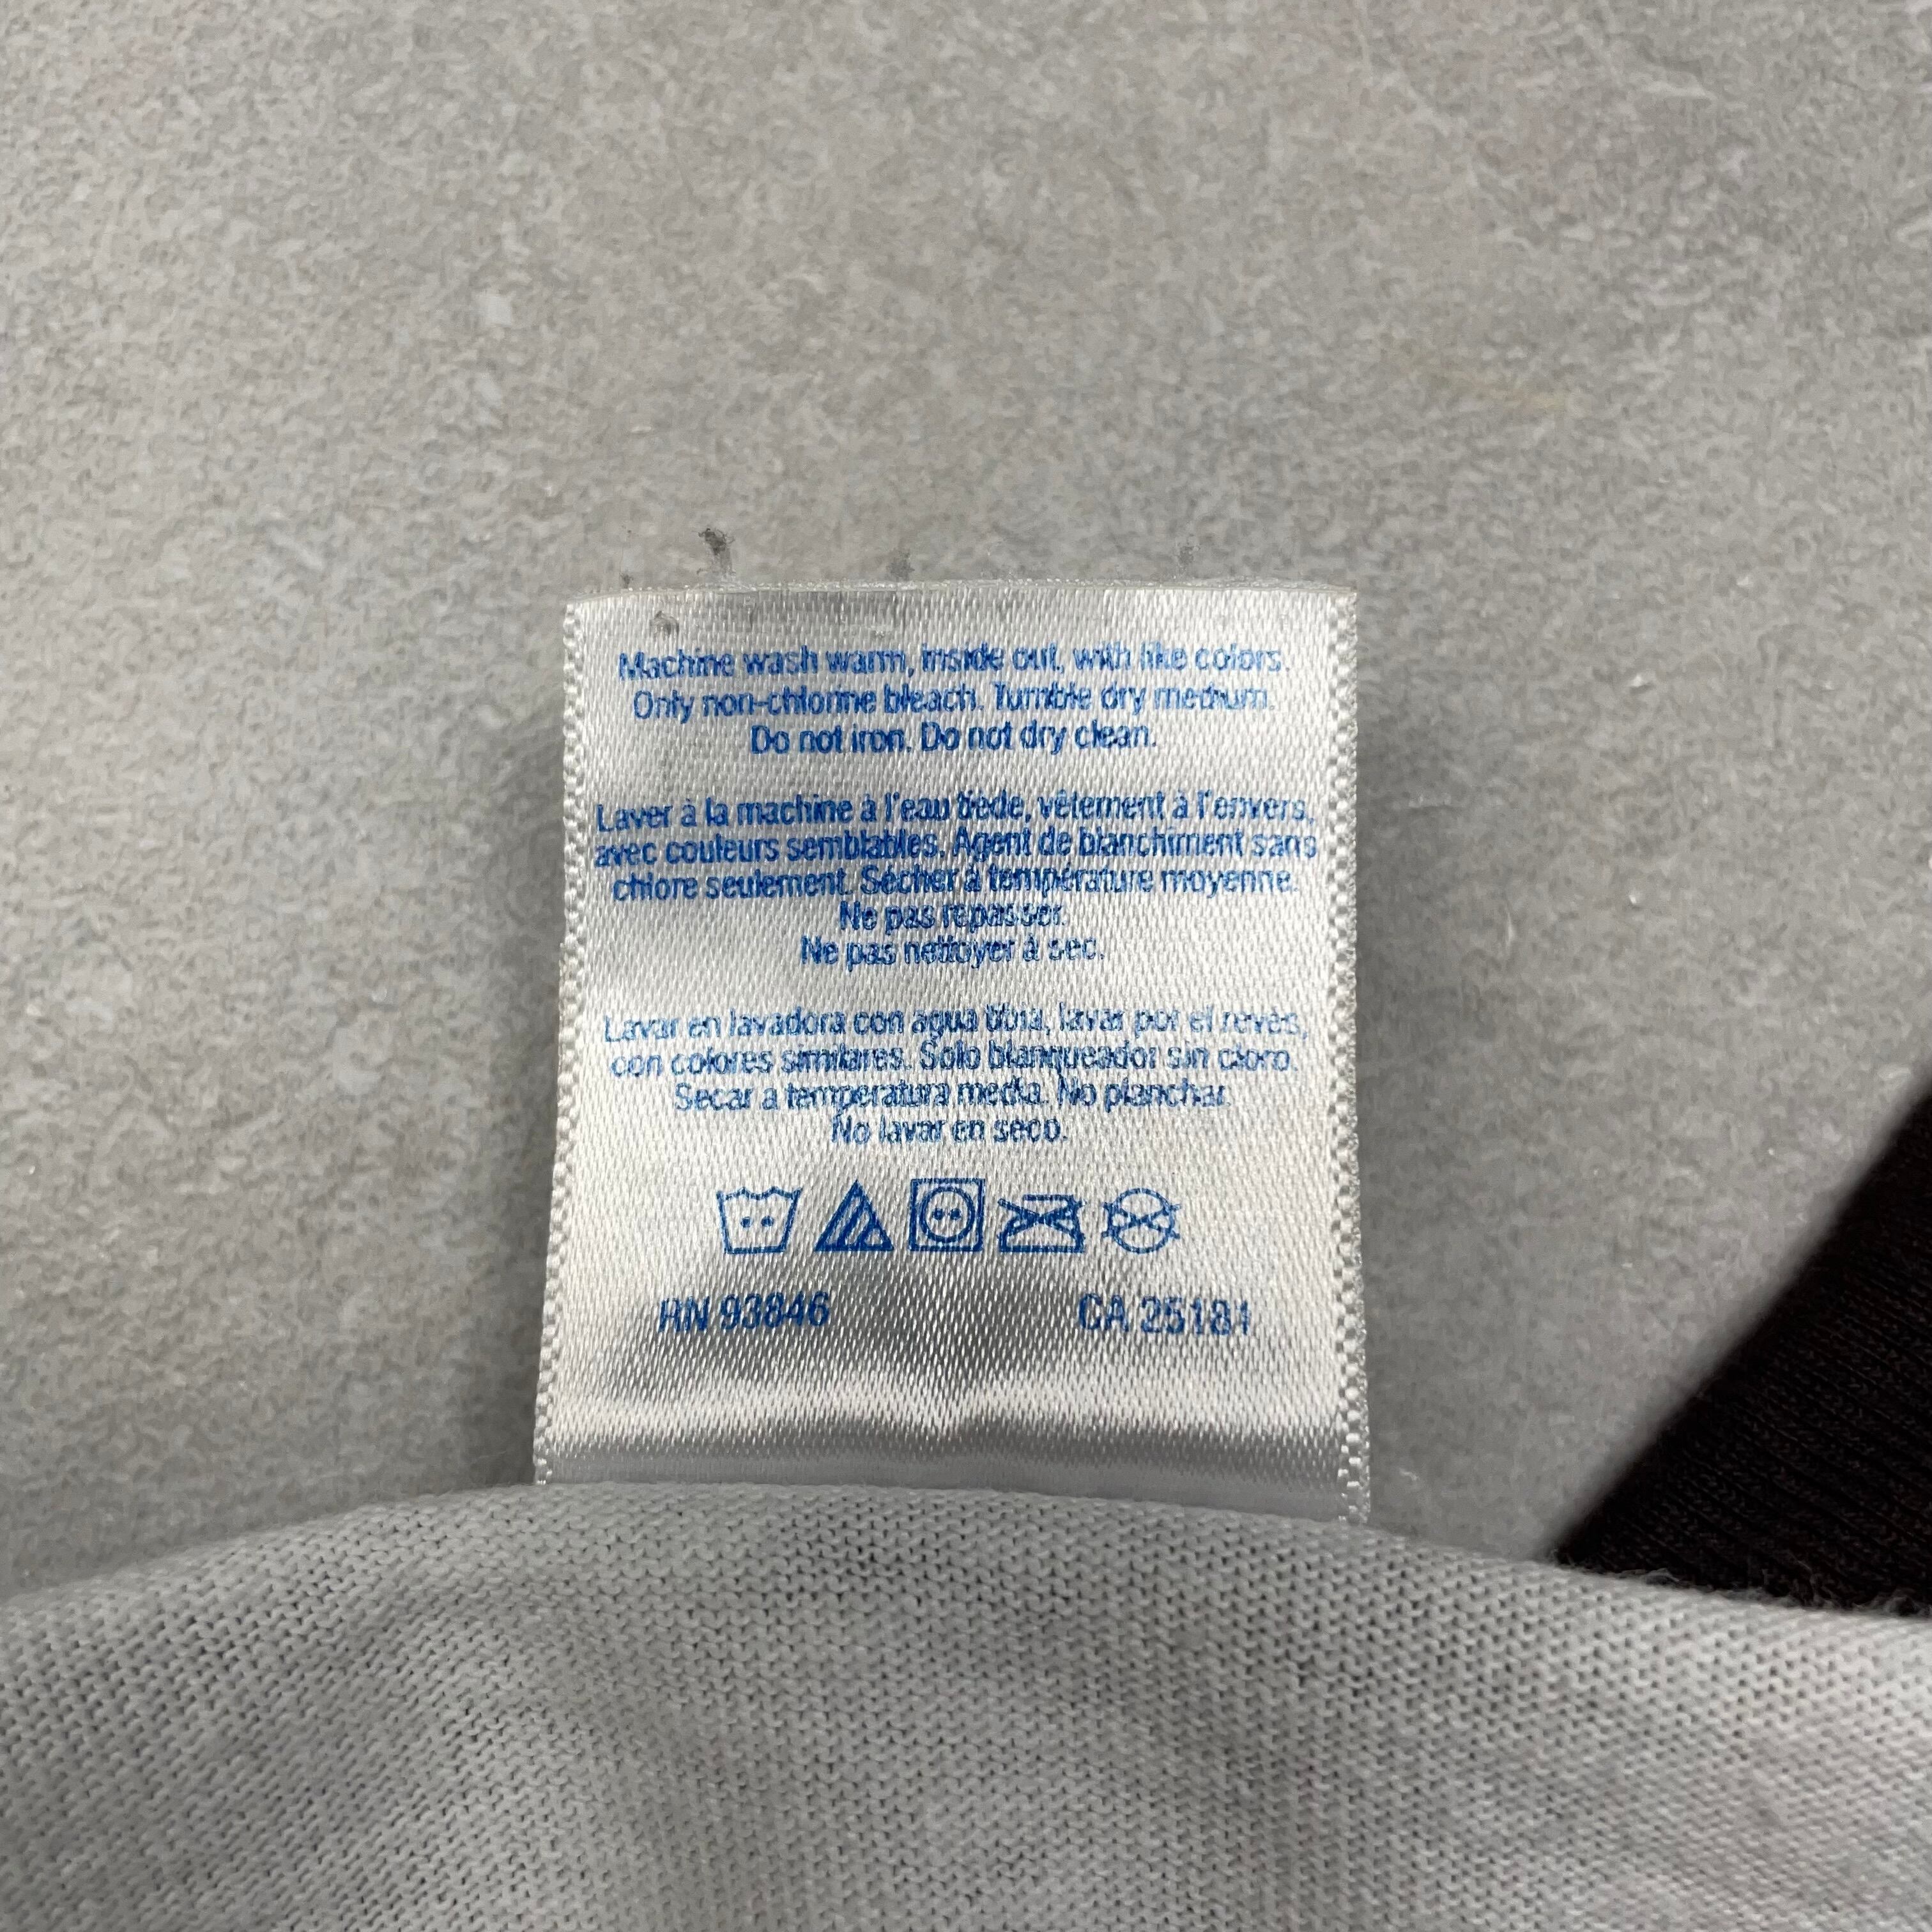 Machine wash warm, inside out, with like colors.
Only non-chlorine bleach. Tumble dry medium.
Do not iron. Do not dry clean.
Laver à la machine à l'eau tiède, vêtement à l'envers,
avec couleurs semblables. Agent de blanchiment sans
chlore seulement. Sécher à température moyenne.
Ne pas repasser.
Ne pas nettoyer à sec.
Lavar en lavadora con agua tibia, lavar por el revés,
con colores similares. Solo blanqueador sin cloro.
Secar a temperatura media. No planchar.
No lavar en seco.
RN 93846 CA 25181